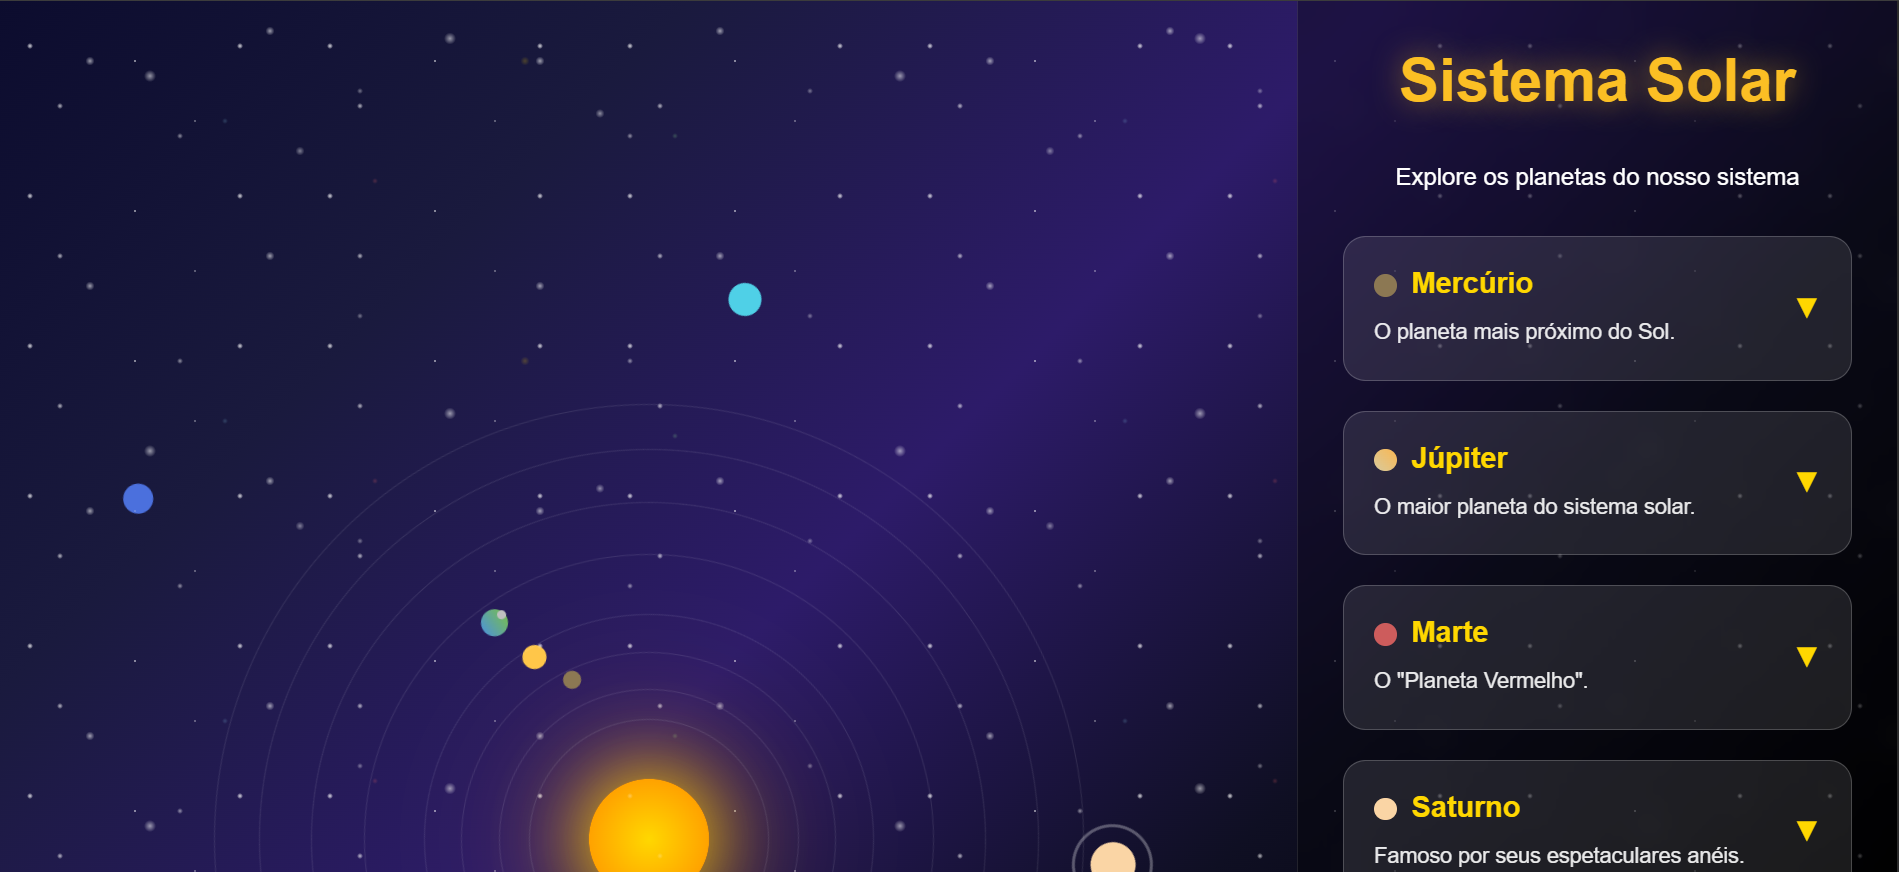 Sistema Solar
Explore os planetas do nosso sistema
Mercúrio
O planeta mais próximo do Sol.
Júpiter
O maior planeta do sistema solar.
Marte
O "Planeta Vermelho".
Saturno
Famoso por seus espetaculares anéis.